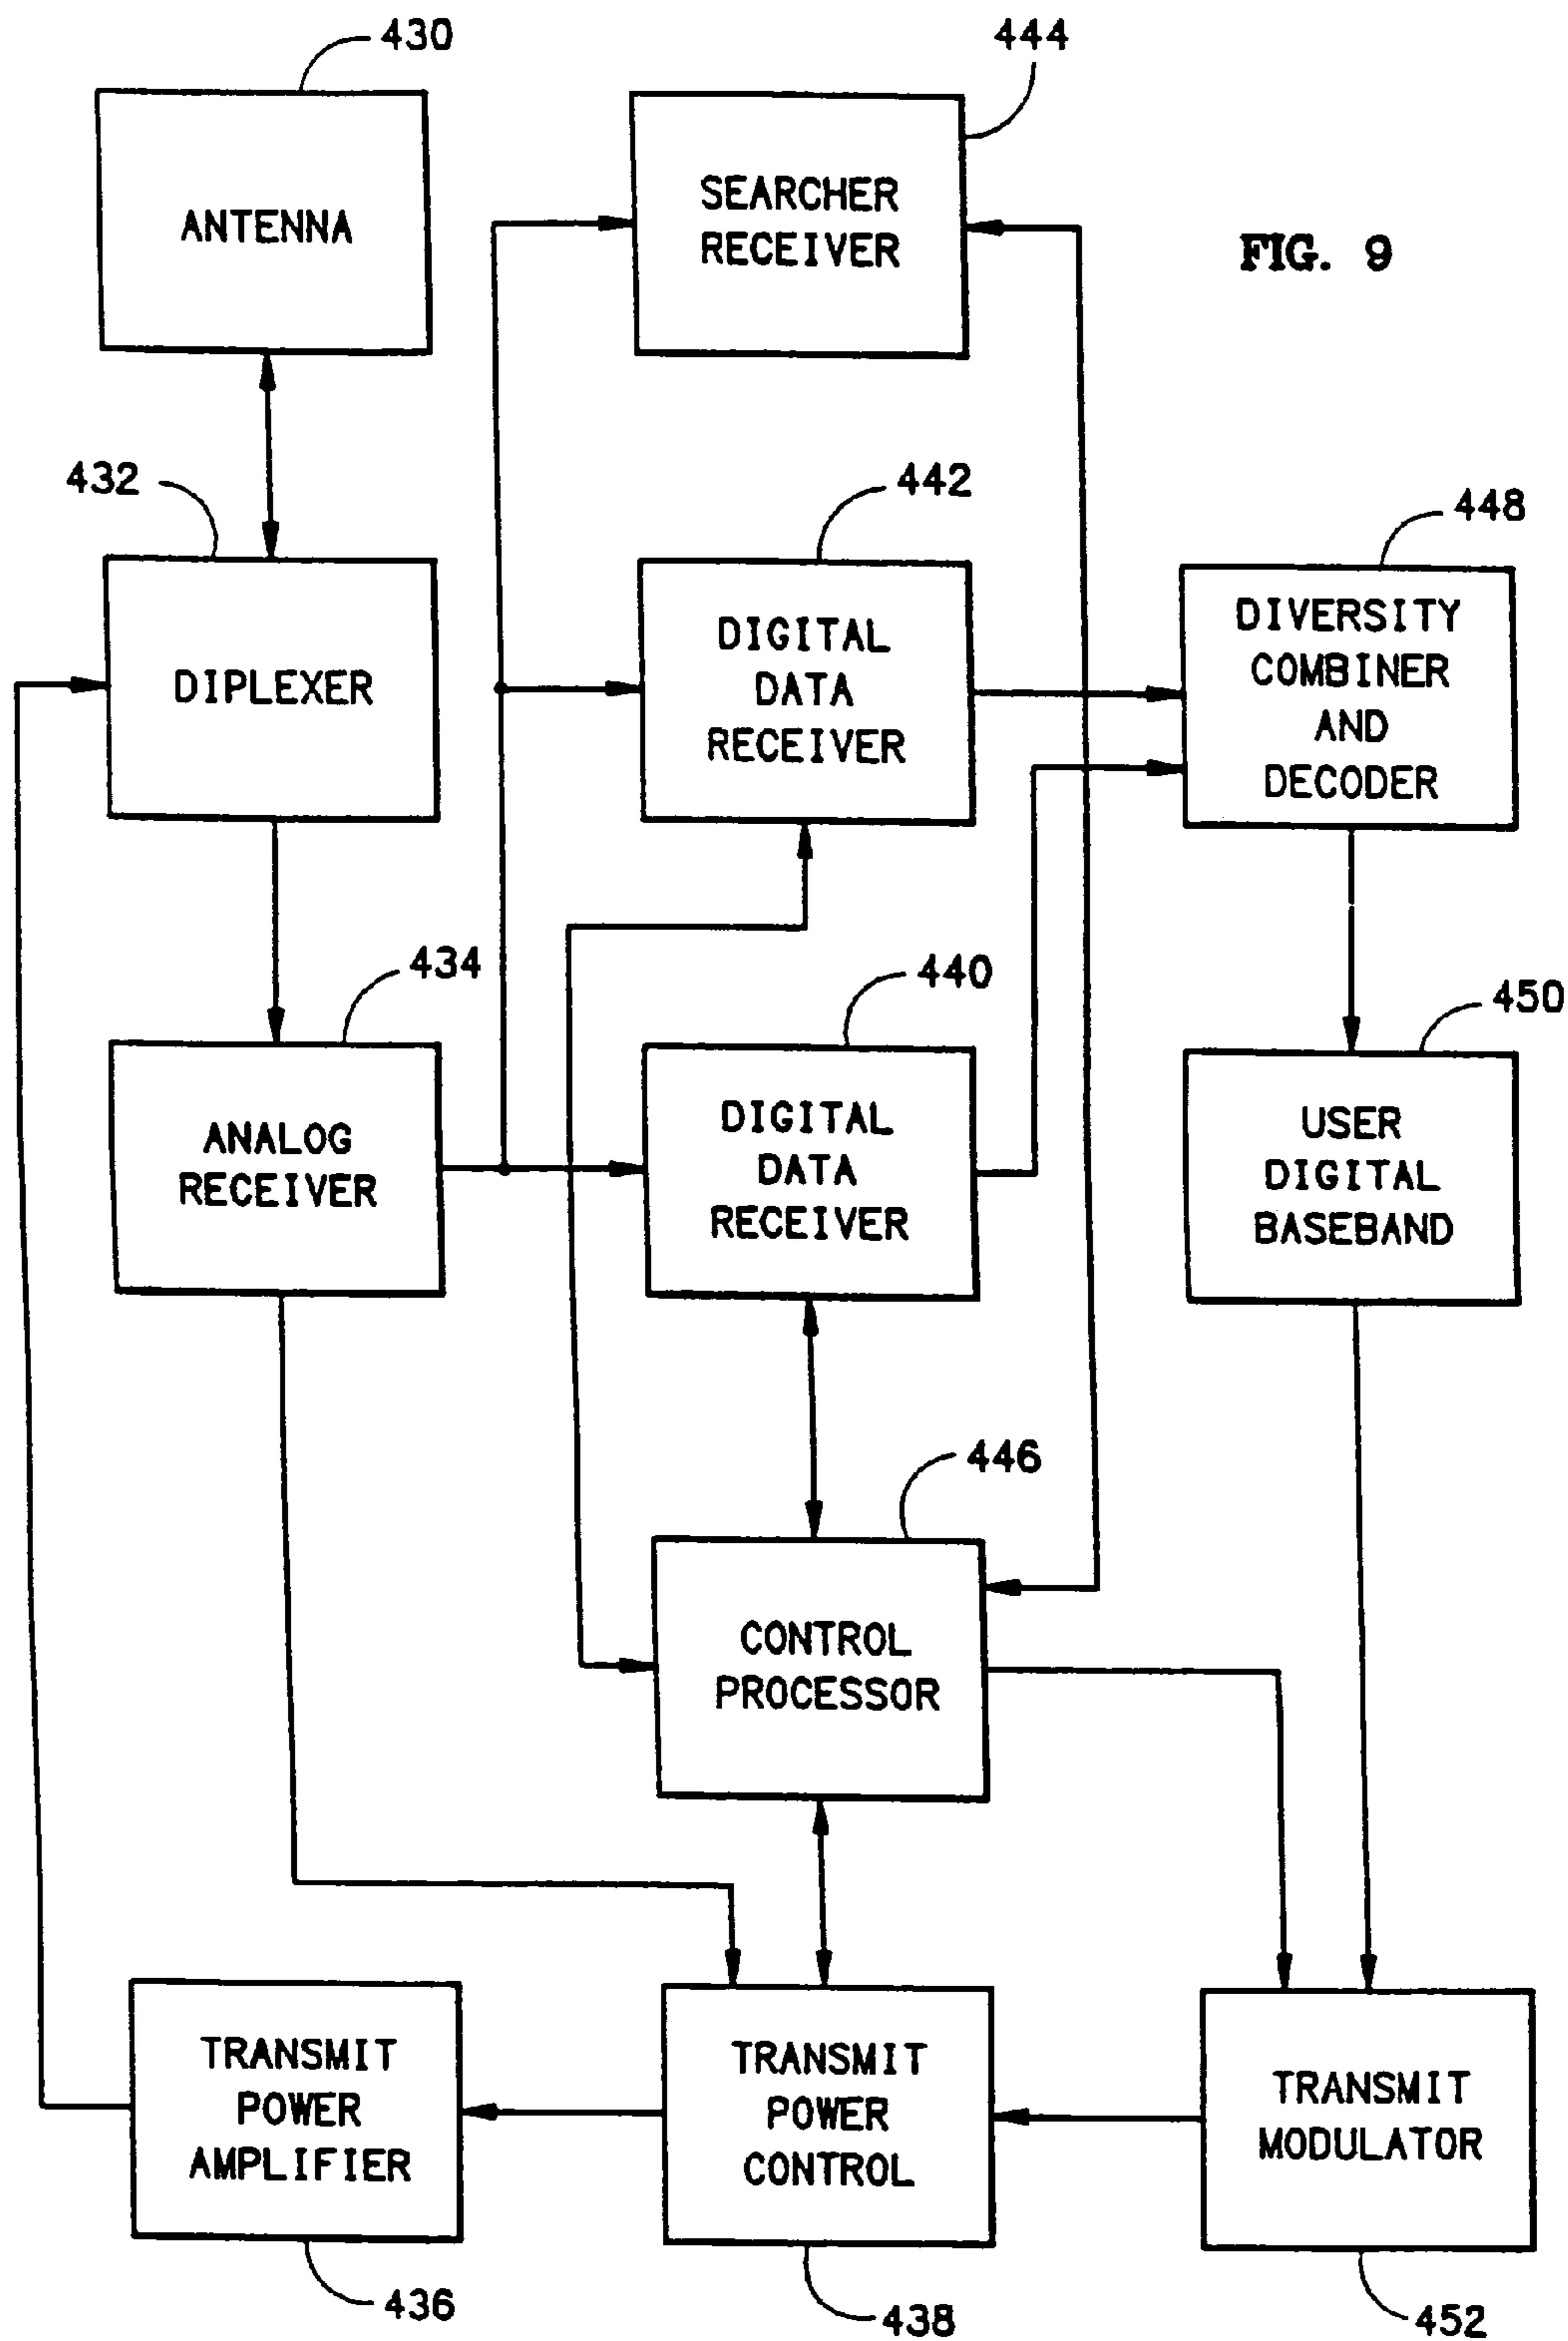 430
ANTENNA
444
SEARCHER
RECEIVER
FIG. 9
432
DIPLEXER
442
DIGITAL
DATA
RECEIVER
448
DIVERSITY
COMBINER
AND
DECODER
434
ANALOG
RECEIVER
440
DIGITAL
DATA
RECEIVER
450
USER
DIGITAL
BASEBAND
446
CONTROL
PROCESSOR
TRANSMIT
POWER
AMPLIFIER
436
TRANSMIT
POWER
CONTROL
438
TRANSMIT
MODULATOR
452